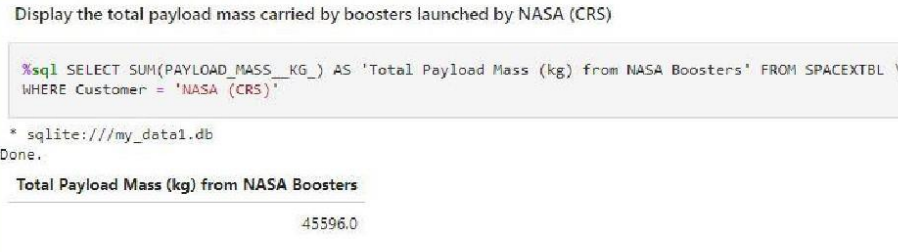 Display the total payload mass carried by boosters launched by NASA (CRS)
%sql SELECT SUM(PAYLOAD_MASS__KG_) AS 'Total Payload Mass (kg) from NASA Boosters' FROM SPACEXTBL \
WHERE Customer = 'NASA (CRS)'
* sqlite:///my_data1.db
Done.
Total Payload Mass (kg) from NASA Boosters
45596.0